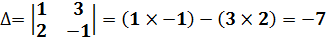 Δ= |1 3| = (1 × −1) − (3 × 2) = −7
|2 −1|